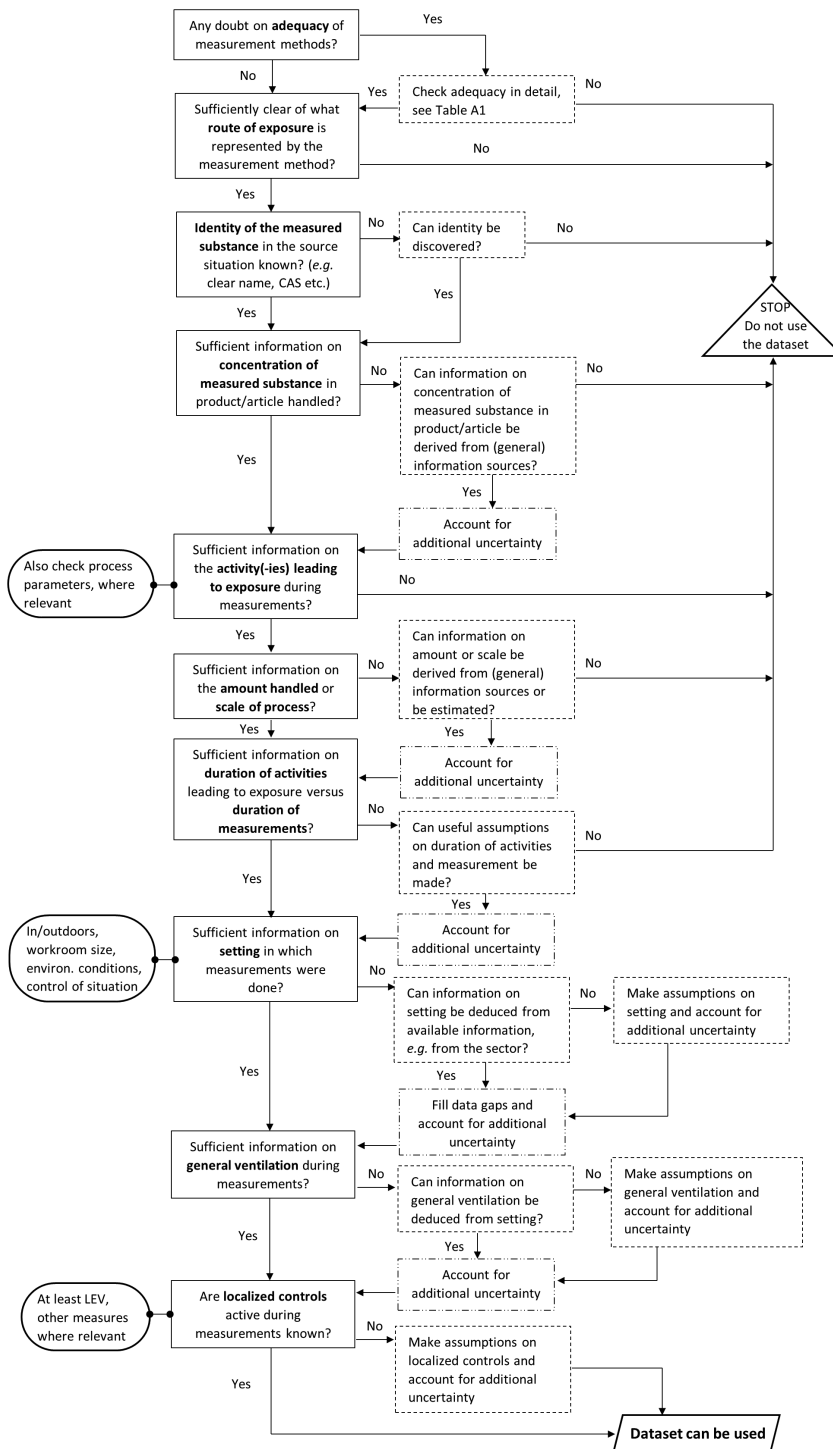 Any doubt on adequacy of
measurement methods?
Yes
No
Check adequacy in detail,
see Table A1
Yes
No
Sufficiently clear of what
route of exposure is
represented by the
measurement method?
No
Yes
Identity of the measured
substance in the source
situation known? (e.g.
clear name, CAS etc.)
No
Can identity be
discovered?
No
Yes
Yes
STOP
Do not use
the dataset
Sufficient information on
concentration of
measured substance in
product/article handled?
No
Can information on
concentration of
measured substance in
product/article be
derived from (general)
information sources?
No
Yes
Yes
Account for
additional uncertainty
Also check process
parameters, where
relevant
Sufficient information on
the activity(-ies) leading
to exposure during
measurements?
No
Yes
Sufficient information on
the amount handled or
scale of process?
No
Can information on
amount or scale be
derived from (general)
information sources or
be estimated?
No
Yes
Yes
Account for
additional uncertainty
Sufficient information on
duration of activities
leading to exposure versus
duration of
measurements?
No
Can useful assumptions
on duration of activities
and measurement be
made?
No
Yes
Yes
Account for
additional uncertainty
In/outdoors,
workroom size,
environ. conditions,
control of situation
Sufficient information on
setting in which
measurements were
done?
No
Can information on
setting be deduced from
available information,
e.g. from the sector?
No
Make assumptions on
setting and account for
additional uncertainty
Yes
Yes
Fill data gaps and
account for additional
uncertainty
Sufficient information on
general ventilation during
measurements?
No
Can information on
general ventilation be
deduced from setting?
No
Make assumptions on
general ventilation and
account for additional
uncertainty
Yes
Yes
Account for
additional uncertainty
At least LEV,
other measures
where relevant
Are localized controls
active during
measurements known?
No
Make assumptions on
localized controls and
account for additional
uncertainty
Yes
Dataset can be used